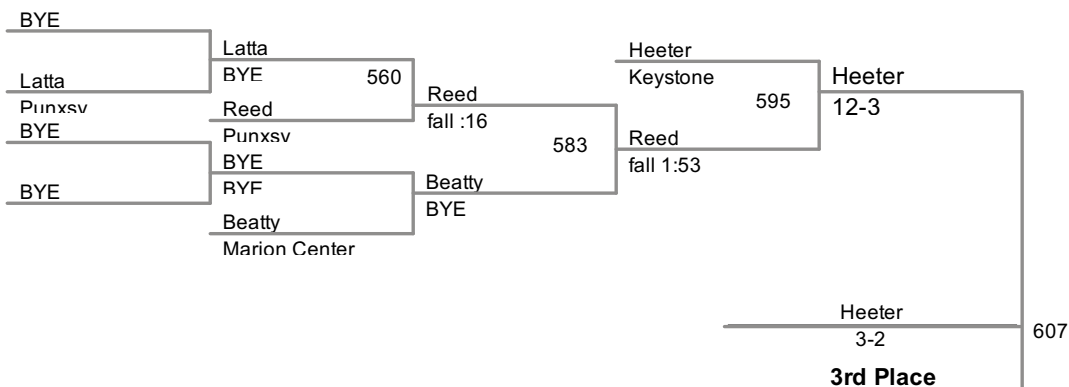 BYE
Latta
Punxsy
BYE
BYE
Latta
BYE
560
Reed
Punxsy
BYE
BYE
Beatty
Marion Center
Reed
fall :16
583
Beatty
BYE
Heeter
Keystone
595
Reed
fall 1:53
Heeter
12-3
Heeter
3-2
607
3rd Place